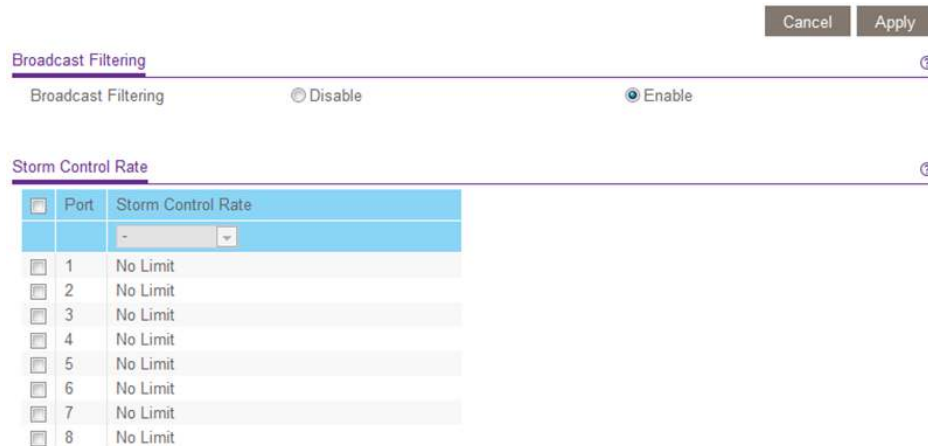 Cancel Apply
Broadcast Filtering
Broadcast Filtering Disable Enable
Storm Control Rate
Port Storm Control Rate
-
1 No Limit
2 No Limit
3 No Limit
4 No Limit
5 No Limit
6 No Limit
7 No Limit
8 No Limit